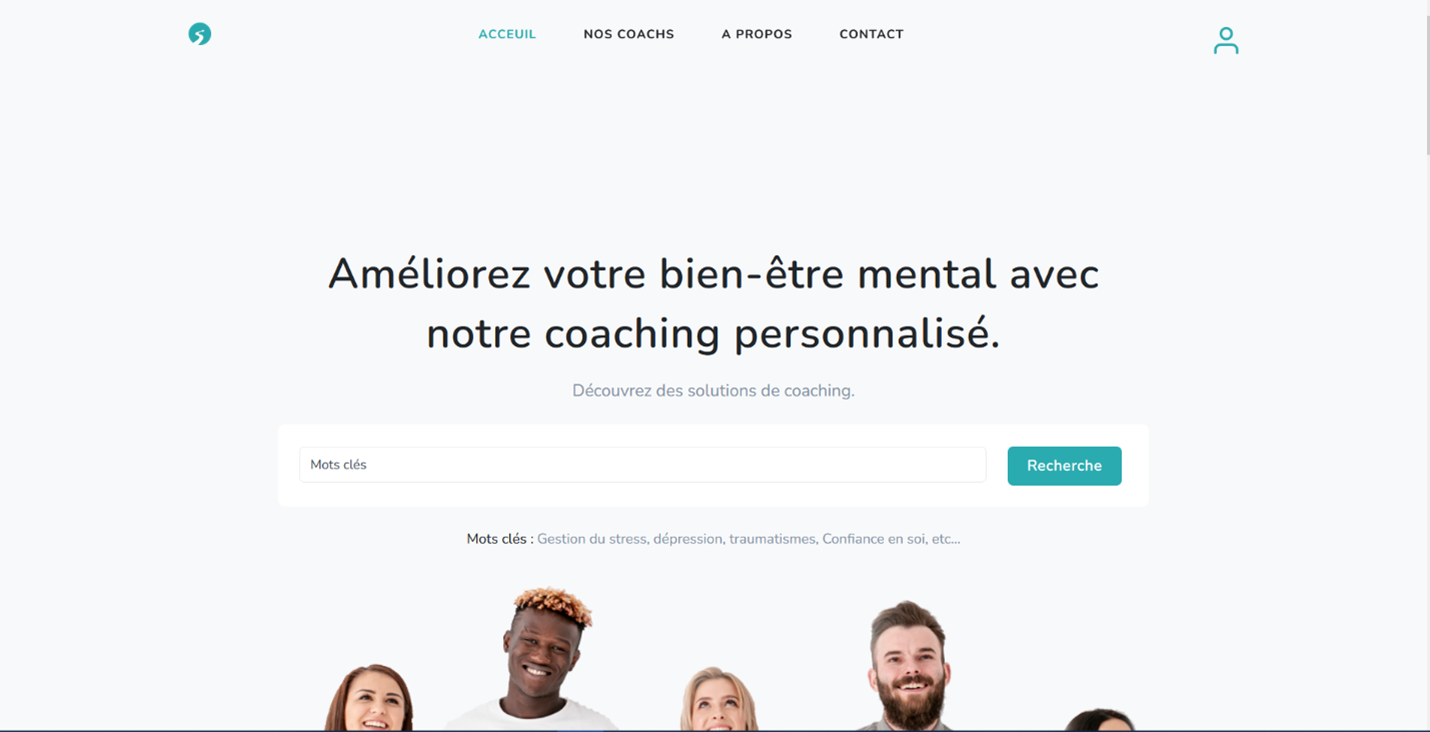 ACCEUIL NOS COACHS A PROPOS CONTACT
Améliorez votre bien-être mental avec
notre coaching personnalisé.
Découvrez des solutions de coaching.
Mots clés Recherche
Mots clés : Gestion du stress, dépression, traumatismes, Confiance en soi, etc...